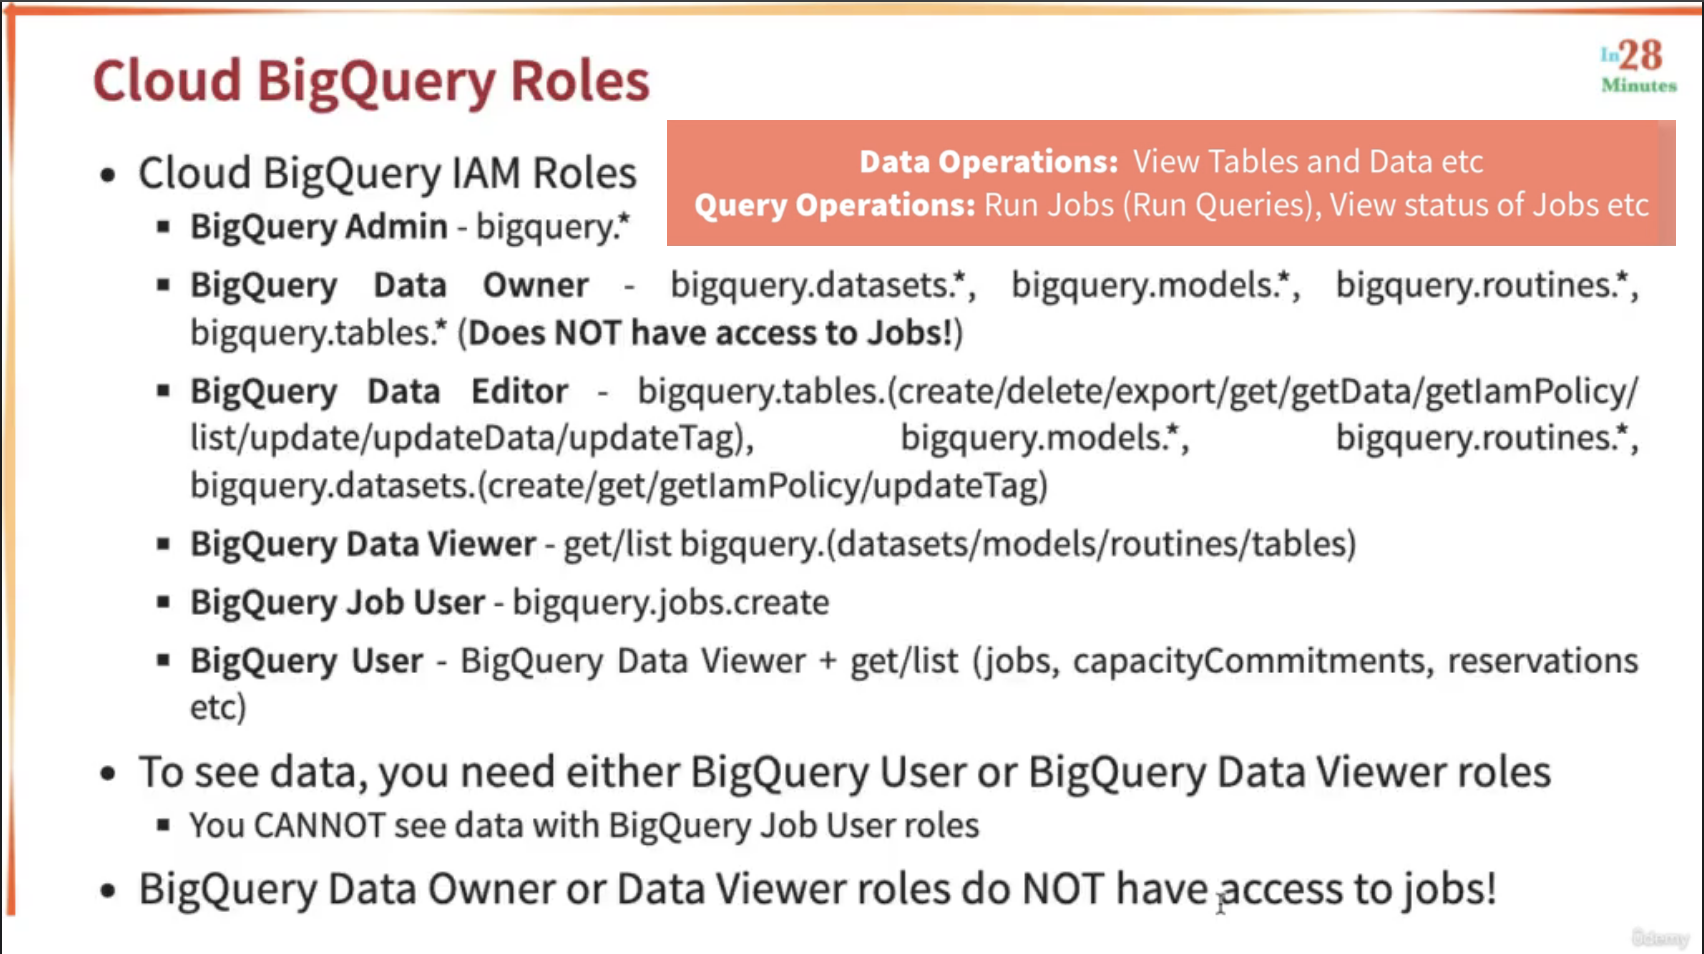 Cloud BigQuery Roles
In28
Minutes
Data Operations: View Tables and Data etc
Query Operations: Run Jobs (Run Queries), View status of Jobs etc
• Cloud BigQuery IAM Roles
▪ BigQuery Admin - bigquery.*
▪ BigQuery Data Owner - bigquery.datasets.*, bigquery.models.*, bigquery.routines.*,
bigquery.tables.* (Does NOT have access to Jobs!)
▪ BigQuery Data Editor - bigquery.tables.(create/delete/export/get/getData/getIamPolicy/
list/update/updateData/updateTag), bigquery.models.*, bigquery.routines.*,
bigquery.datasets.(create/get/getIamPolicy/updateTag)
▪ BigQuery Data Viewer - get/list bigquery.(datasets/models/routines/tables)
▪ BigQuery Job User - bigquery.jobs.create
▪ BigQuery User - BigQuery Data Viewer + get/list (jobs, capacityCommitments, reservations
etc)
• To see data, you need either BigQuery User or BigQuery Data Viewer roles
▪ You CANNOT see data with BigQuery Job User roles
• BigQuery Data Owner or Data Viewer roles do NOT have access to jobs!
ûdemy